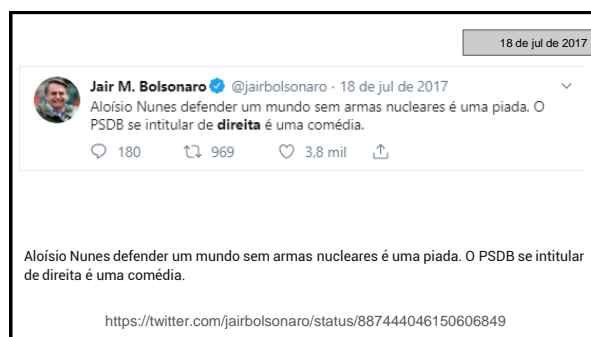 18 de jul de 2017
Jair M. Bolsonaro @jairbolsonaro · 18 de jul de 2017
Aloísio Nunes defender um mundo sem armas nucleares é uma piada. O
PSDB se intitular de direita é uma comédia.
180 969 3,8 mil
Aloísio Nunes defender um mundo sem armas nucleares é uma piada. O PSDB se intitular
de direita é uma comédia.
https://twitter.com/jairbolsonaro/status/887444046150606849